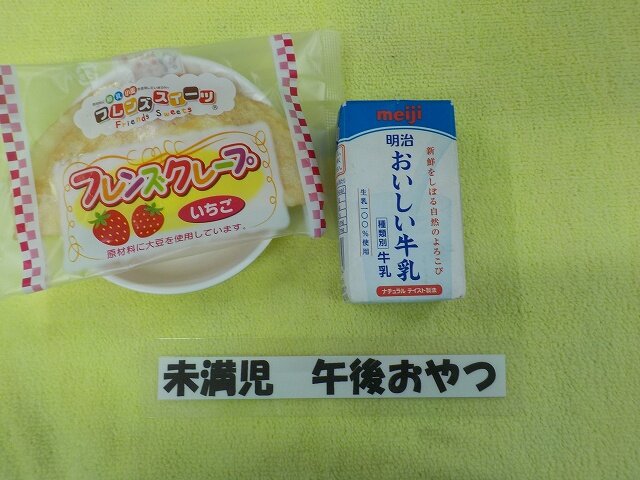 フレンズスイーツ
Friends Sweets
フレンズクレープ
いちご
原材料に大豆を使用しています。
meiji
明治
おいしい牛乳
新鮮をしぼる自然のよろこび
生乳一〇〇%使用
種類別 牛乳
ナチュラル テイスト製法
未満児 午後おやつ